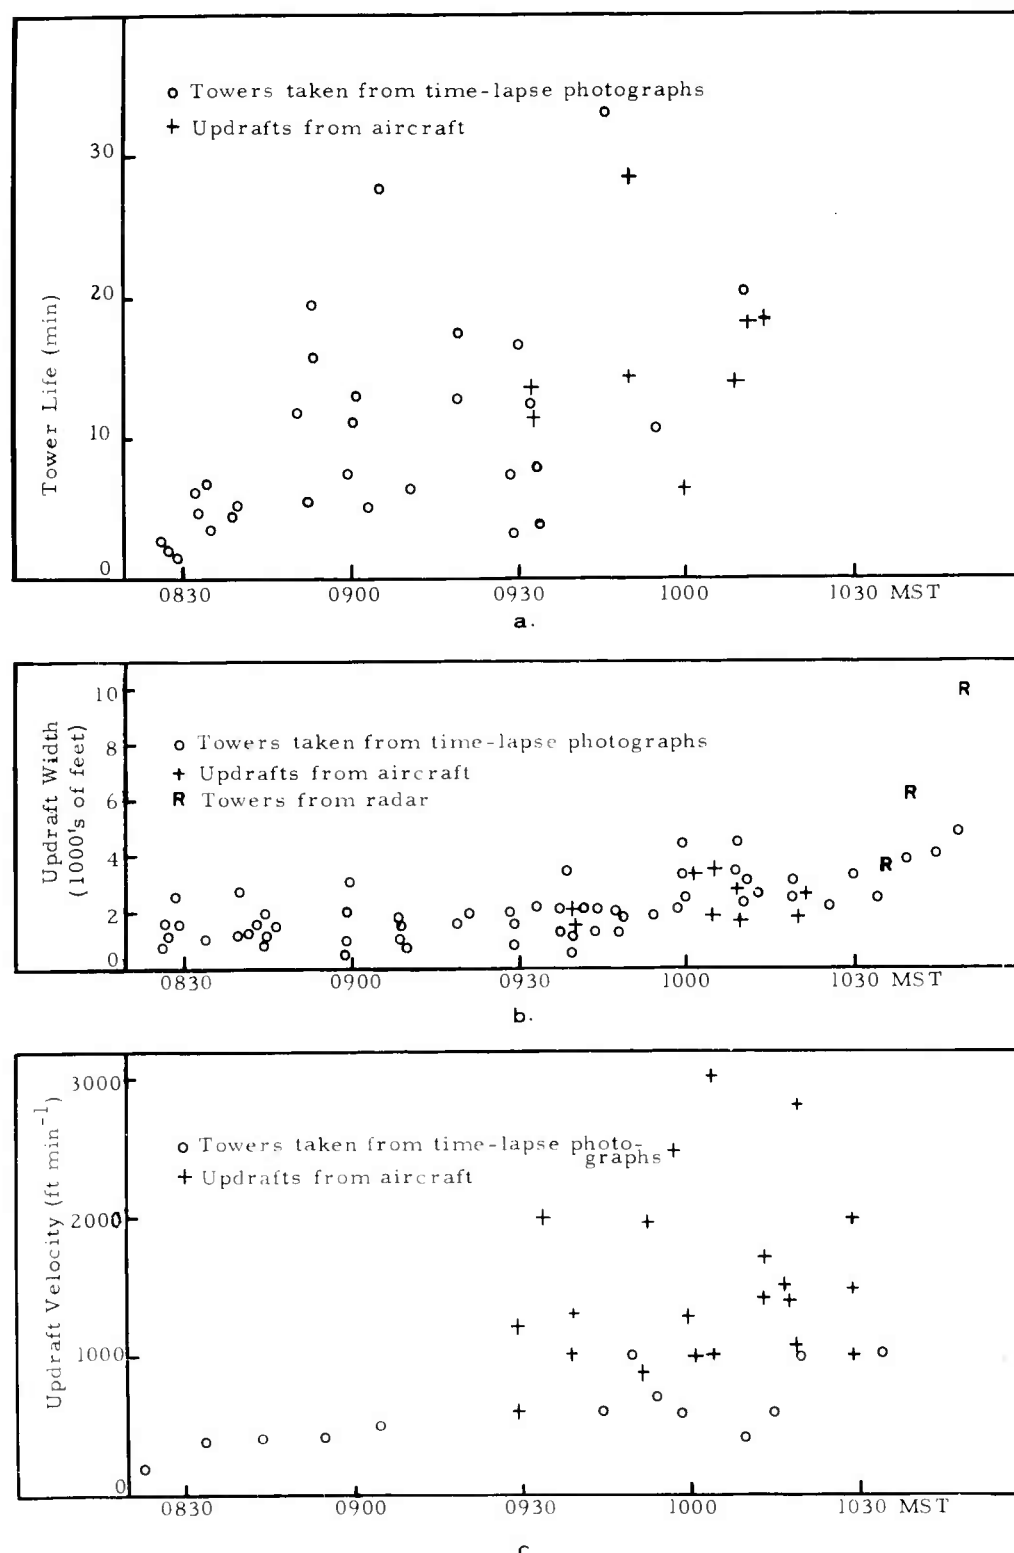 o Towers taken from time-lapse photographs
+ Updrafts from aircraft
30
20
10
0
Tower Life (min)
0830 0900 0930 1000 1030 MST
a.
10
8
6
4
2
0
Updraft Width
(1000's of feet)
o Towers taken from time-lapse photographs
+ Updrafts from aircraft
R Towers from radar
R
R
R
0830 0900 0930 1000 1030 MST
b.
3000
2000
1000
0
Updraft Velocity (ft min-1)
o Towers taken from time-lapse photo-
graphs
+ Updrafts from aircraft
0830 0900 0930 1000 1030 MST
c